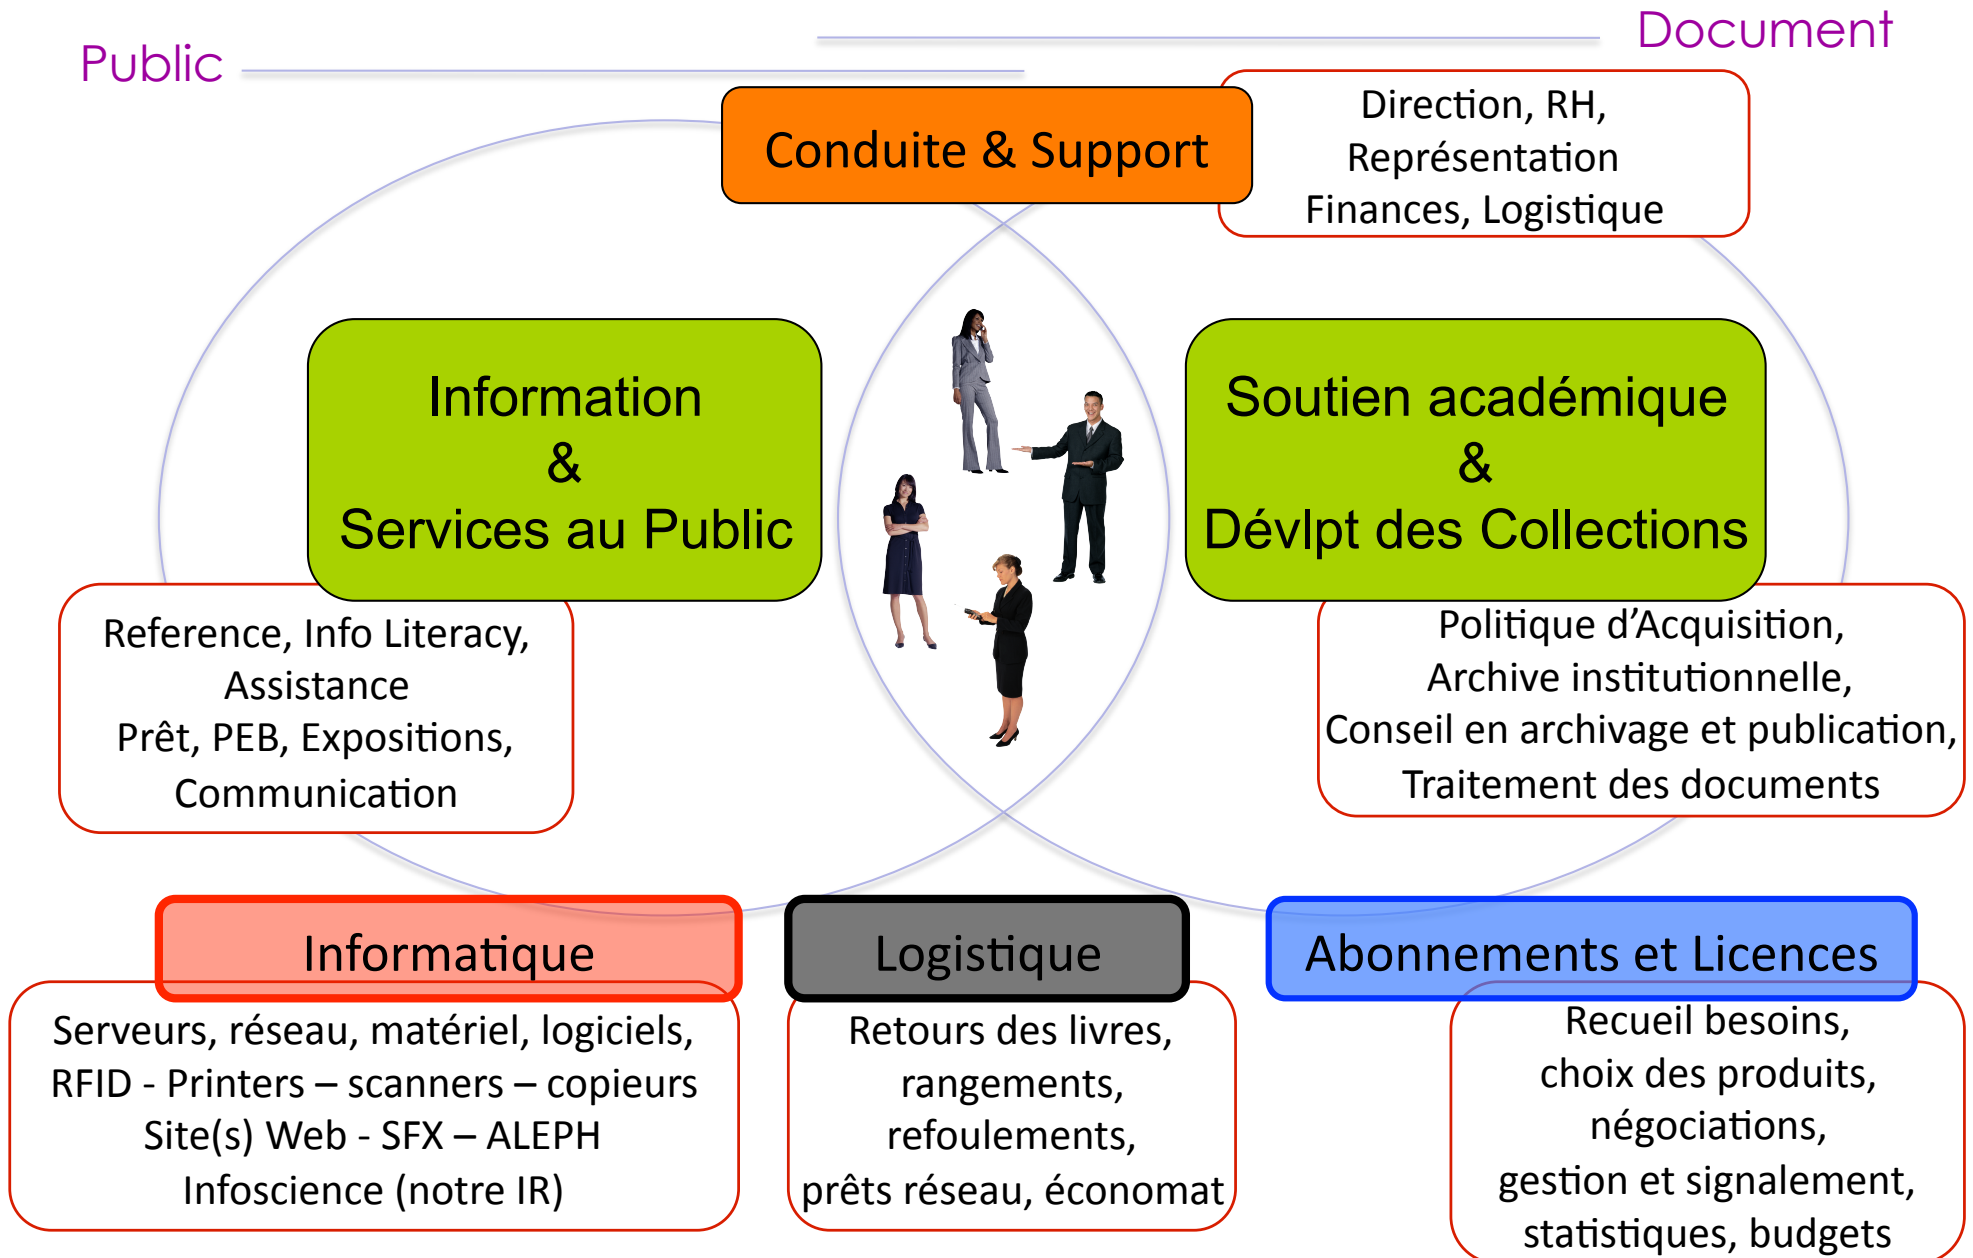 Public
Document
Conduite & Support
Direction, RH,
Représentation
Finances, Logistique
Information
&
Services au Public
Soutien académique
&
Dévlpt des Collections
Reference, Info Literacy,
Assistance
Prêt, PEB, Expositions,
Communication
Politique d’Acquisition,
Archive institutionnelle,
Conseil en archivage et publication,
Traitement des documents
Informatique
Serveurs, réseau, matériel, logiciels,
RFID - Printers – scanners – copieurs
Site(s) Web - SFX – ALEPH
Infoscience (notre IR)
Logistique
Retours des livres,
rangements,
refoulements,
prêts réseau, économat
Abonnements et Licences
Recueil besoins,
choix des produits,
négociations,
gestion et signalement,
statistiques, budgets